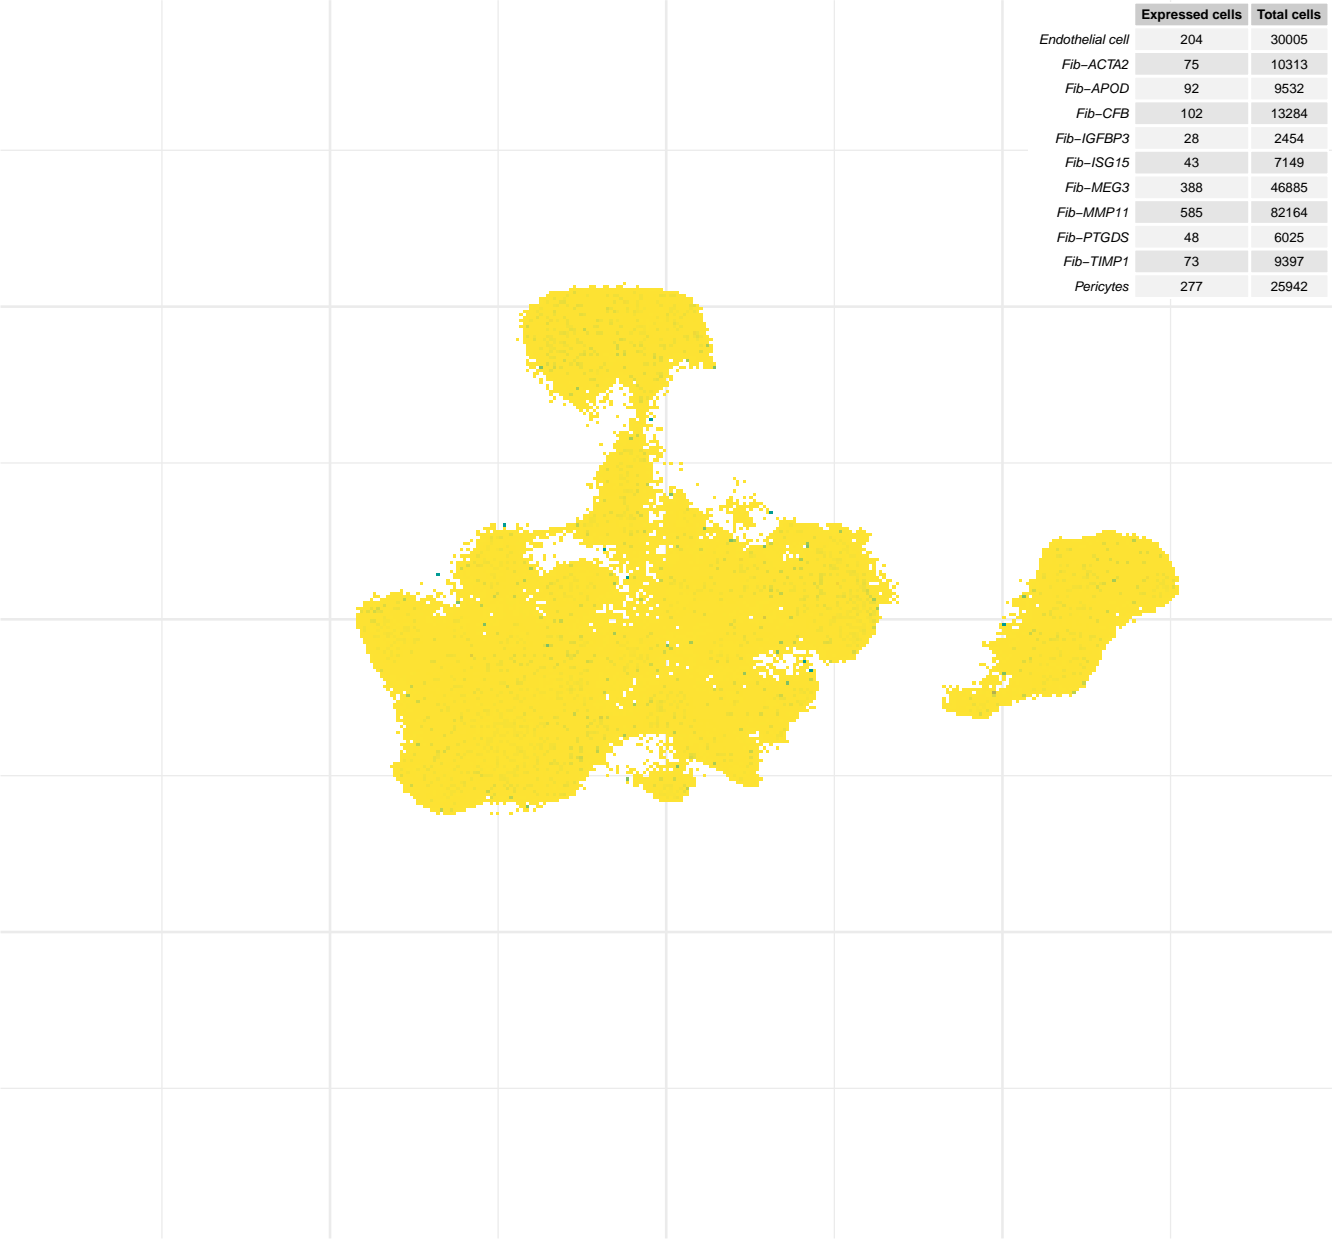 Expressed cells Total cells
Endothelial cell 204 30005
Fib−ACTA2 75 10313
Fib−APOD 92 9532
Fib−CFB 102 13284
Fib−IGFBP3 28 2454
Fib−ISG15 43 7149
Fib−MEG3 388 46885
Fib−MMP11 585 82164
Fib−PTGDS 48 6025
Fib−TIMP1 73 9397
Pericytes 277 25942